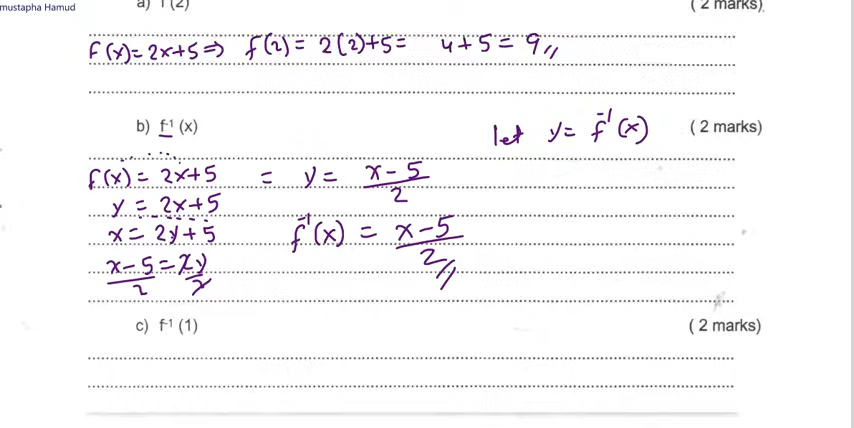 mustapha Hamud
a) f (2) ( 2 marks)
f(x)=2x+5⇒ f(2)= 2(2)+5= 4+5=9
b) f⁻¹ (x) let y= f⁻¹(x) ( 2 marks)
f(x)= 2x+5 = y= x-5/2
y = 2x+5
x= 2y+5 f⁻¹(x) = x-5/2
x-5/2=2y/2
c) f⁻¹ (1) ( 2 marks)